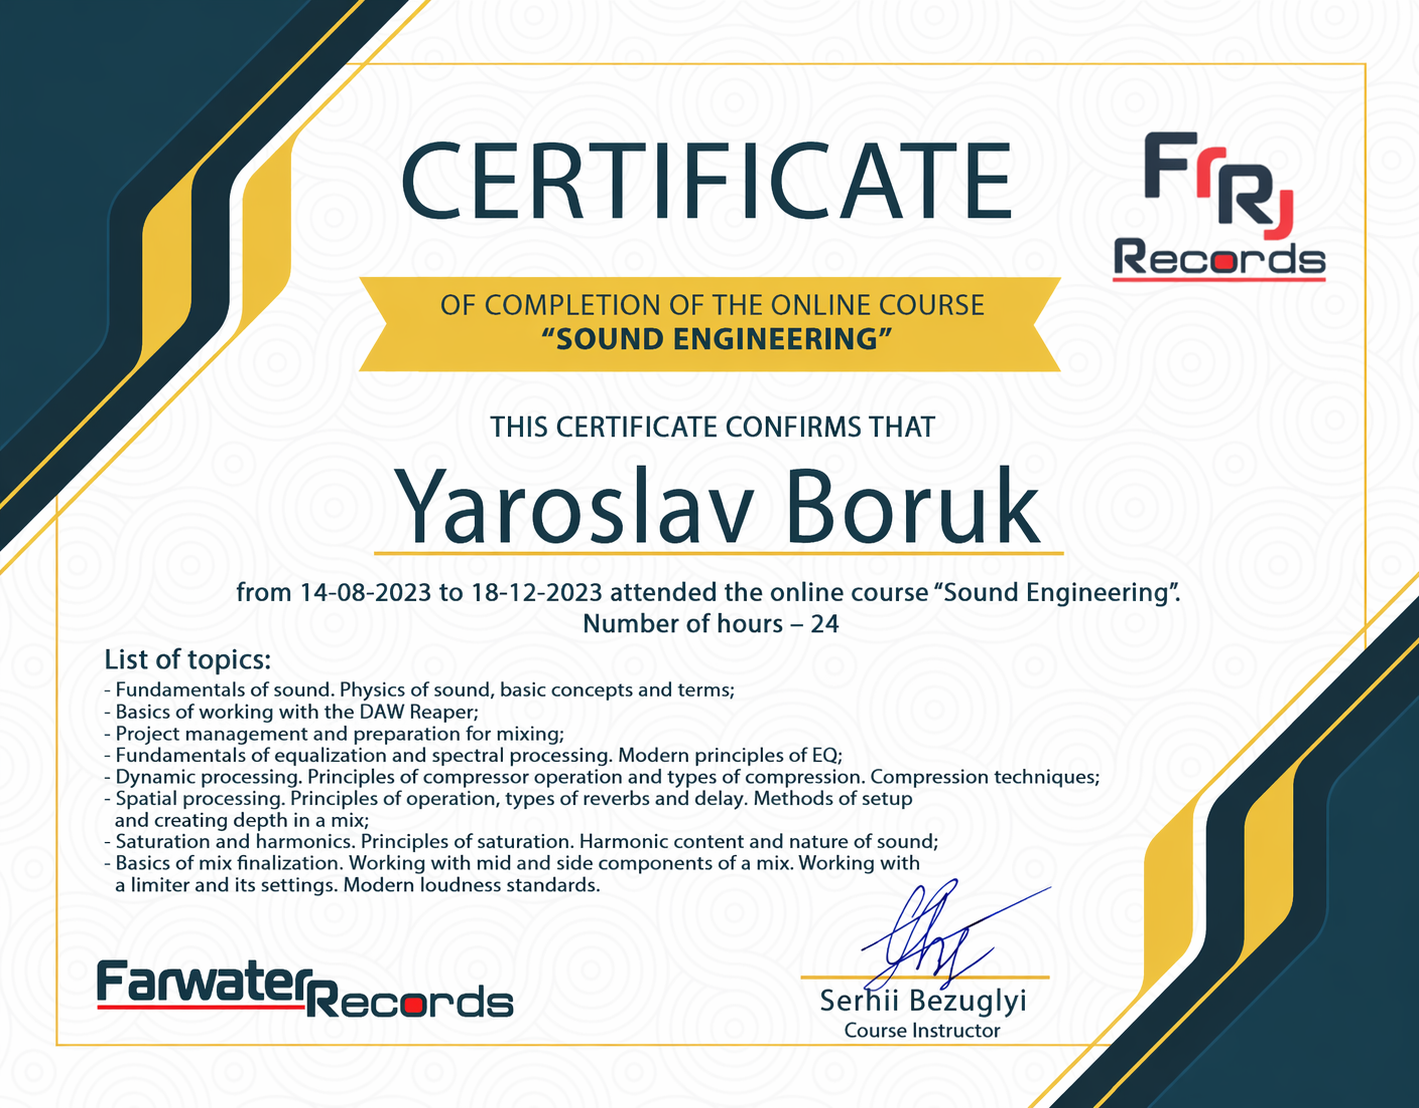 CERTIFICATE
FrRJ
Records
OF COMPLETION OF THE ONLINE COURSE
“SOUND ENGINEERING”
THIS CERTIFICATE CONFIRMS THAT
Yaroslav Boruk
from 14-08-2023 to 18-12-2023 attended the online course “Sound Engineering”.
Number of hours – 24
List of topics:
- Fundamentals of sound. Physics of sound, basic concepts and terms;
- Basics of working with the DAW Reaper;
- Project management and preparation for mixing;
- Fundamentals of equalization and spectral processing. Modern principles of EQ;
- Dynamic processing. Principles of compressor operation and types of compression. Compression techniques;
- Spatial processing. Principles of operation, types of reverbs and delay. Methods of setup
and creating depth in a mix;
- Saturation and harmonics. Principles of saturation. Harmonic content and nature of sound;
- Basics of mix finalization. Working with mid and side components of a mix. Working with
a limiter and its settings. Modern loudness standards.
Farwater Records
Serhii Bezuglyi
Course Instructor